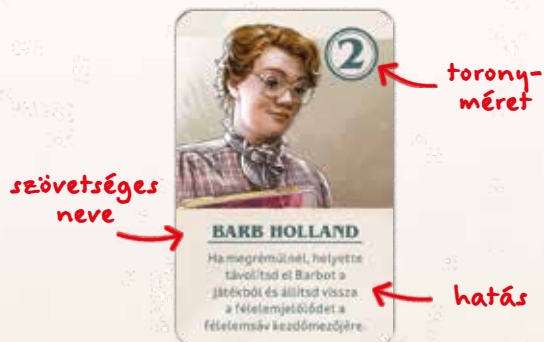 2
torony-
méret
szövetséges
neve
BARB HOLLAND
Ha megrémülnél, helyette
távolítsd el Barbot a
játékból és állítsd vissza
a félelemjelölődet a
félelemsáv kezdőmezőjére.
hatás